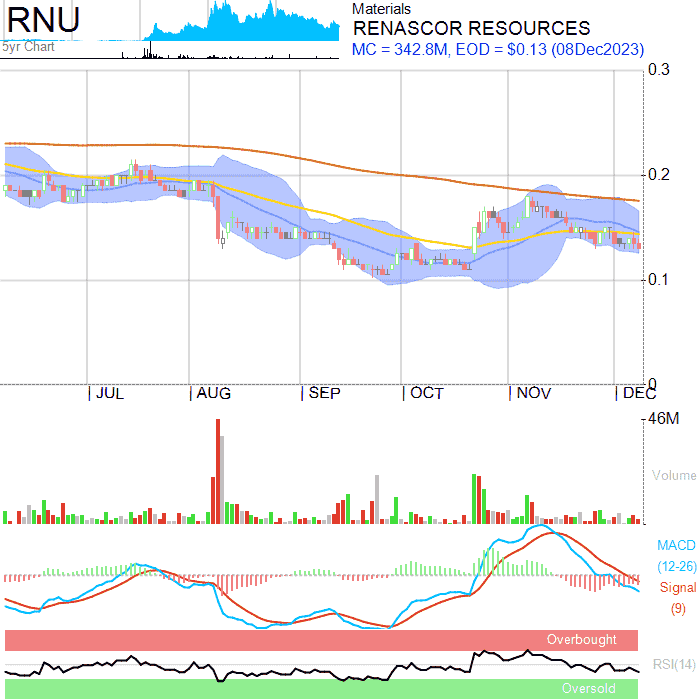 RNU
5yr Chart
Materials
RENASCOR RESOURCES
MC = 342.8M, EOD = $0.13 (08Dec2023)
0.3
0.2
0.1
0
JUL AUG SEP OCT NOV DEC
46M
Volume
MACD
(12-26)
Signal
(9)
Overbought
RSI(14)
Oversold